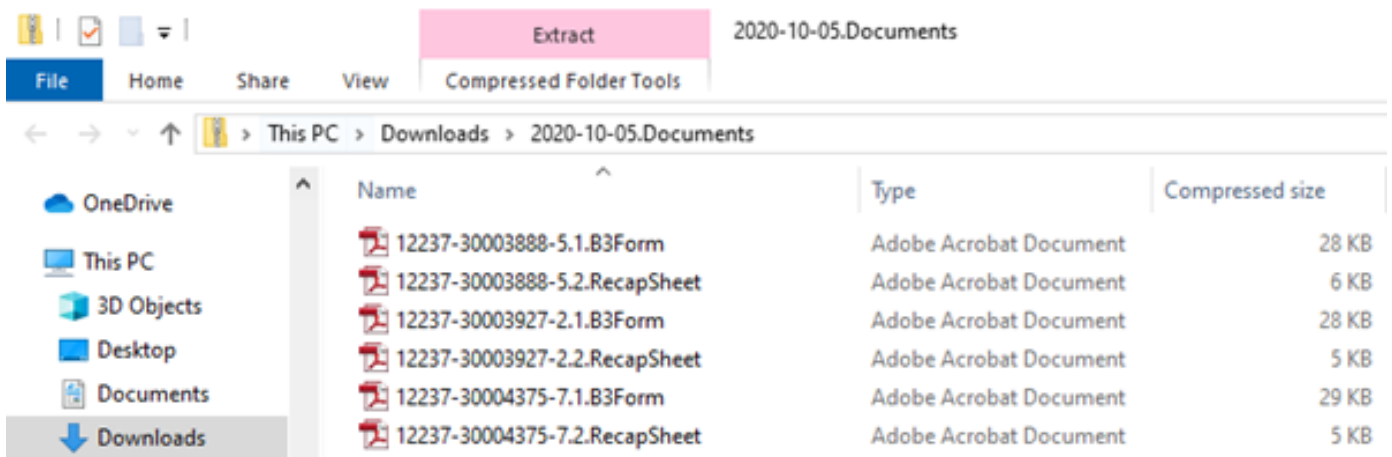 Extract 2020-10-05.Documents
File Home Share View Compressed Folder Tools
This PC > Downloads > 2020-10-05.Documents
OneDrive
This PC
3D Objects
Desktop
Documents
Downloads
Name Type Compressed size
12237-30003888-5.1.B3Form Adobe Acrobat Document 28 KB
12237-30003888-5.2.RecapSheet Adobe Acrobat Document 6 KB
12237-30003927-2.1.B3Form Adobe Acrobat Document 28 KB
12237-30003927-2.2.RecapSheet Adobe Acrobat Document 5 KB
12237-30004375-7.1.B3Form Adobe Acrobat Document 29 KB
12237-30004375-7.2.RecapSheet Adobe Acrobat Document 5 KB